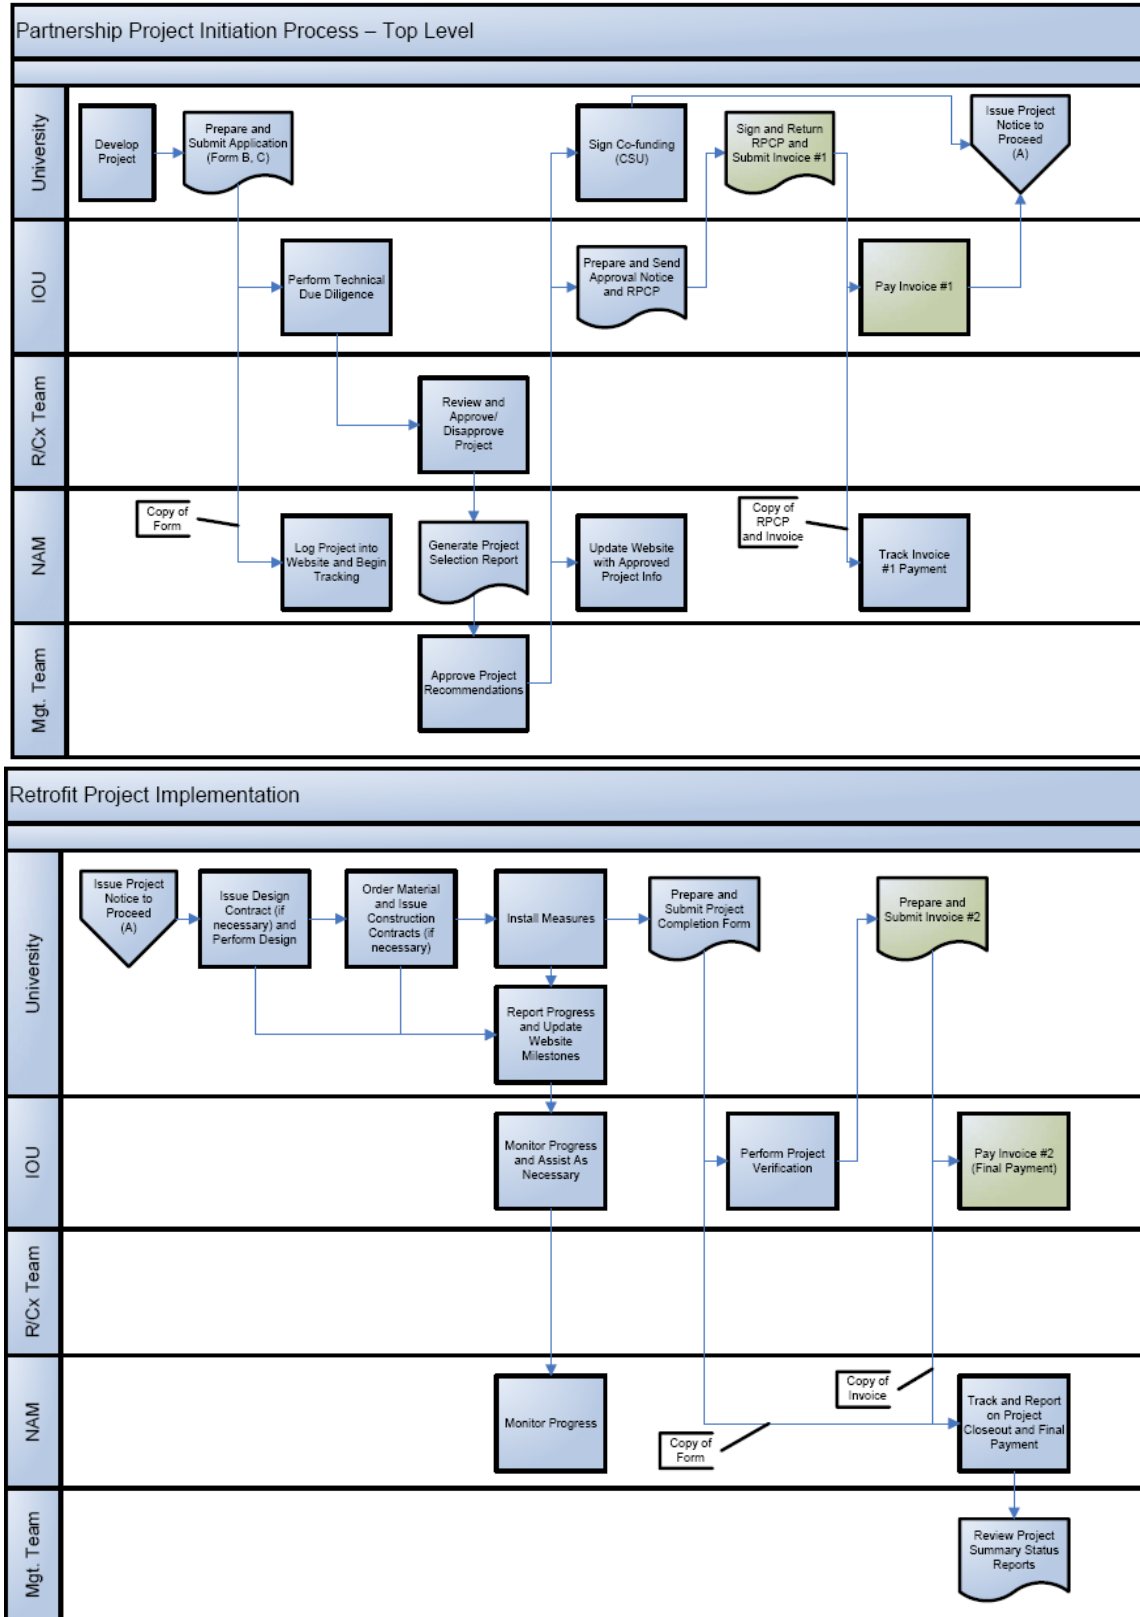 Partnership Project Initiation Process – Top Level
University
Develop
Project
Prepare and
Submit Application
(Form B, C)
Sign Co-funding
(CSU)
Sign and Return
RPCP and
Submit Invoice #1
Issue Project
Notice to
Proceed
(A)
IOU
Perform Technical
Due Diligence
Prepare and Send
Approval Notice
and RPCP
Pay Invoice #1
R/Cx Team
Review and
Approve/
Disapprove
Project
NAM
Copy of
Form
Log Project into
Website and Begin
Tracking
Generate Project
Selection Report
Update Website
with Approved
Project Info
Copy of
RPCP
and Invoice
Track Invoice
#1 Payment
Mgt. Team
Approve Project
Recommendations
Retrofit Project Implementation
University
Issue Project
Notice to
Proceed
(A)
Issue Design
Contract (if
necessary) and
Perform Design
Order Material
and Issue
Construction
Contracts (if
necessary)
Install Measures
Prepare and
Submit Project
Completion Form
Prepare and
Submit Invoice #2
Report Progress
and Update
Website
Milestones
IOU
Monitor Progress
and Assist As
Necessary
Perform Project
Verification
Pay Invoice #2
(Final Payment)
R/Cx Team
NAM
Monitor Progress
Copy of
Form
Copy of
Invoice
Track and Report
on Project
Closeout and Final
Payment
Mgt. Team
Review Project
Summary Status
Reports